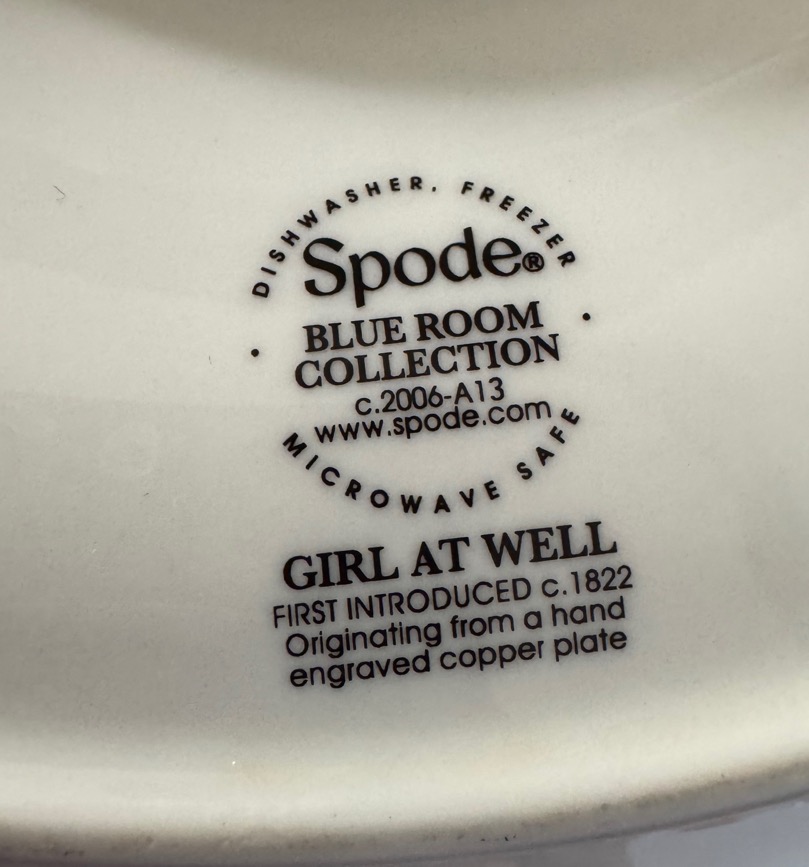 DISHWASHER. FREEZER
Spode®
BLUE ROOM
COLLECTION
c.2006-A13
www.spode.com
MICROWAVE SAFE
GIRL AT WELL
FIRST INTRODUCED c.1822
Originating from a hand
engraved copper plate